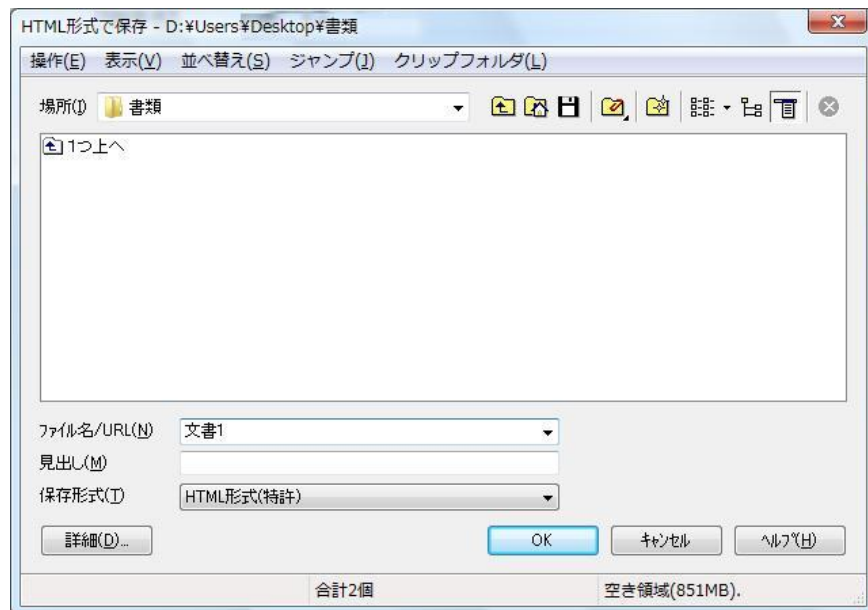 HTML形式で保存 - D:¥Users¥Desktop¥書類
操作(E) 表示(V) 並べ替え(S) ジャンプ(J) クリップフォルダ(L)
場所(I) 書類
1つ上へ
ファイル名/URL(N) 文書1
見出し(M)
保存形式(T) HTML形式(特許)
詳細(D)... OK キャンセル ヘルプ(H)
合計2個 空き領域(851MB).